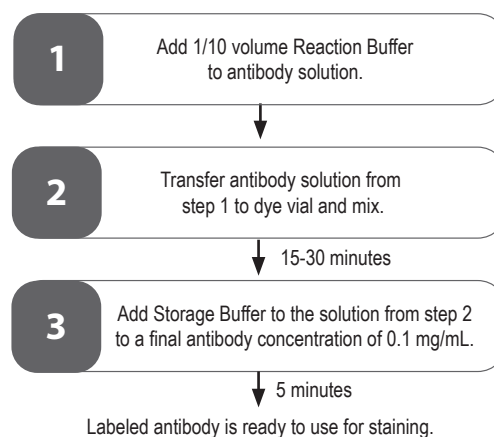 1
Add 1/10 volume Reaction Buffer
to antibody solution.
2
Transfer antibody solution from
step 1 to dye vial and mix.
15-30 minutes
3
Add Storage Buffer to the solution from step 2
to a final antibody concentration of 0.1 mg/mL.
5 minutes
Labeled antibody is ready to use for staining.